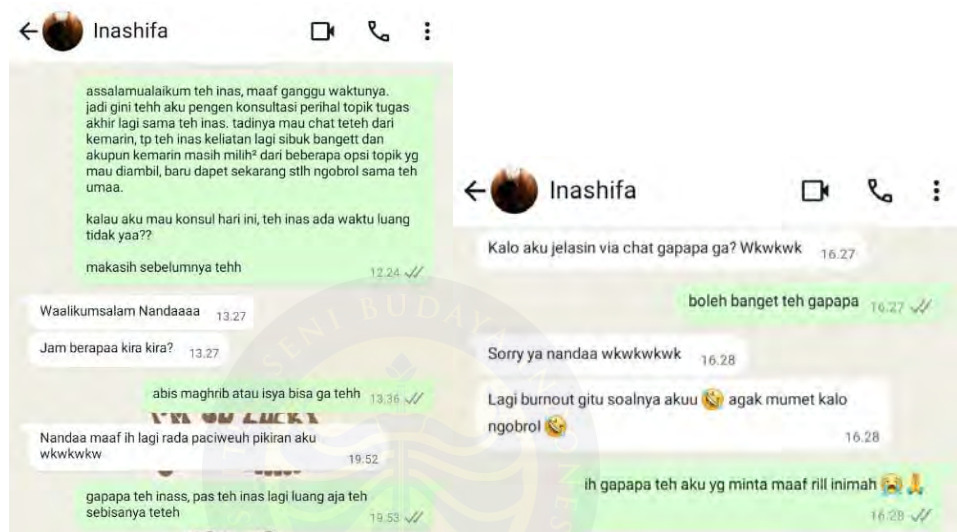 Inashifa
assalamualaikum teh inas, maaf ganggu waktunya.
jadi gini tehh aku pengen konsultasi perihal topik tugas
akhir lagi sama teh inas. tadinya mau chat teteh dari
kemarin, tp teh inas keliatan lagi sibuk bangett dan
akupun kemarin masih milih² dari beberapa opsi topik yg
mau diambil, baru dapet sekarang stlh ngobrol sama teh
umaa.
kalau aku mau konsul hari ini, teh inas ada waktu luang
tidak yaa??
makasih sebelumnya tehh
12.24
Waalikumsalam Nandaaaa 13.27
Jam berapaa kira kira? 13.27
abis maghrib atau isya bisa ga tehh 13.36
Nandaa maaf ih lagi rada paciweuh pikiran aku
wkwkwkw 19.52
gapapa teh inass, pas teh inas lagi luang aja teh
sebisanya teteh 19.53
Inashifa
Kalo aku jelasin via chat gapapa ga? Wkwkwk 16.27
boleh banget teh gapapa 16.27
Sorry ya nandaa wkwkwkwk 16.28
Lagi burnout gitu soalnya akuu 🤣 agak mumet kalo
ngobrol 🤣 16.28
ih gapapa teh aku yg minta maaf rill inimah 😭🙏
16.28